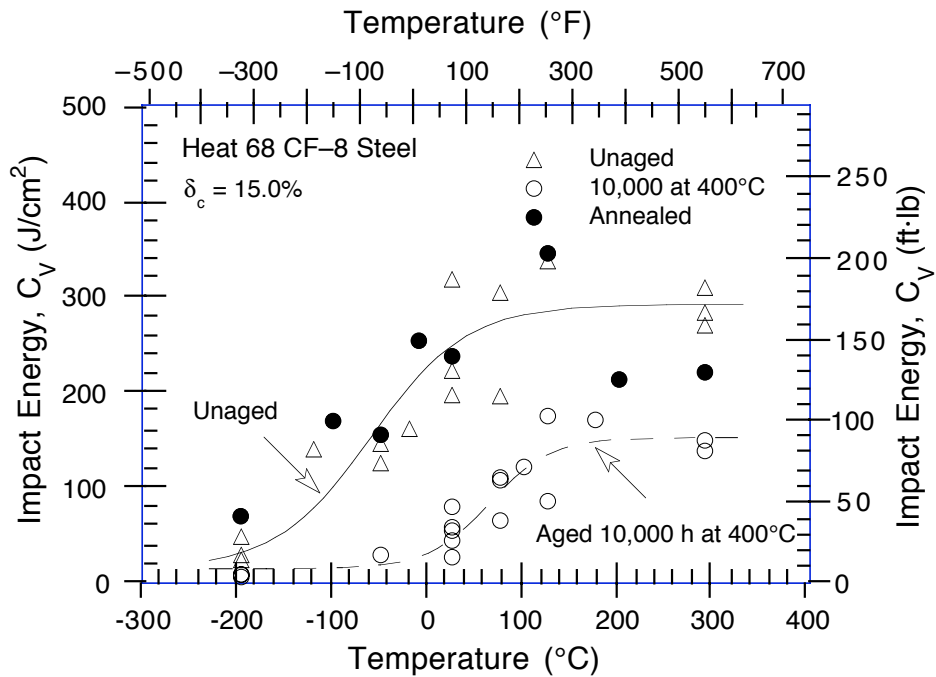 Temperature (°F)
–500 –300 –100 100 300 500 700
500
400
300
200
100
0
Impact Energy, C_V (J/cm²)
Heat 68 CF–8 Steel
δ_c = 15.0%
Unaged
10,000 at 400°C
Annealed
Unaged
Aged 10,000 h at 400°C
250
200
150
100
50
0
Impact Energy, C_V (ft·lb)
-300 -200 -100 0 100 200 300 400
Temperature (°C)